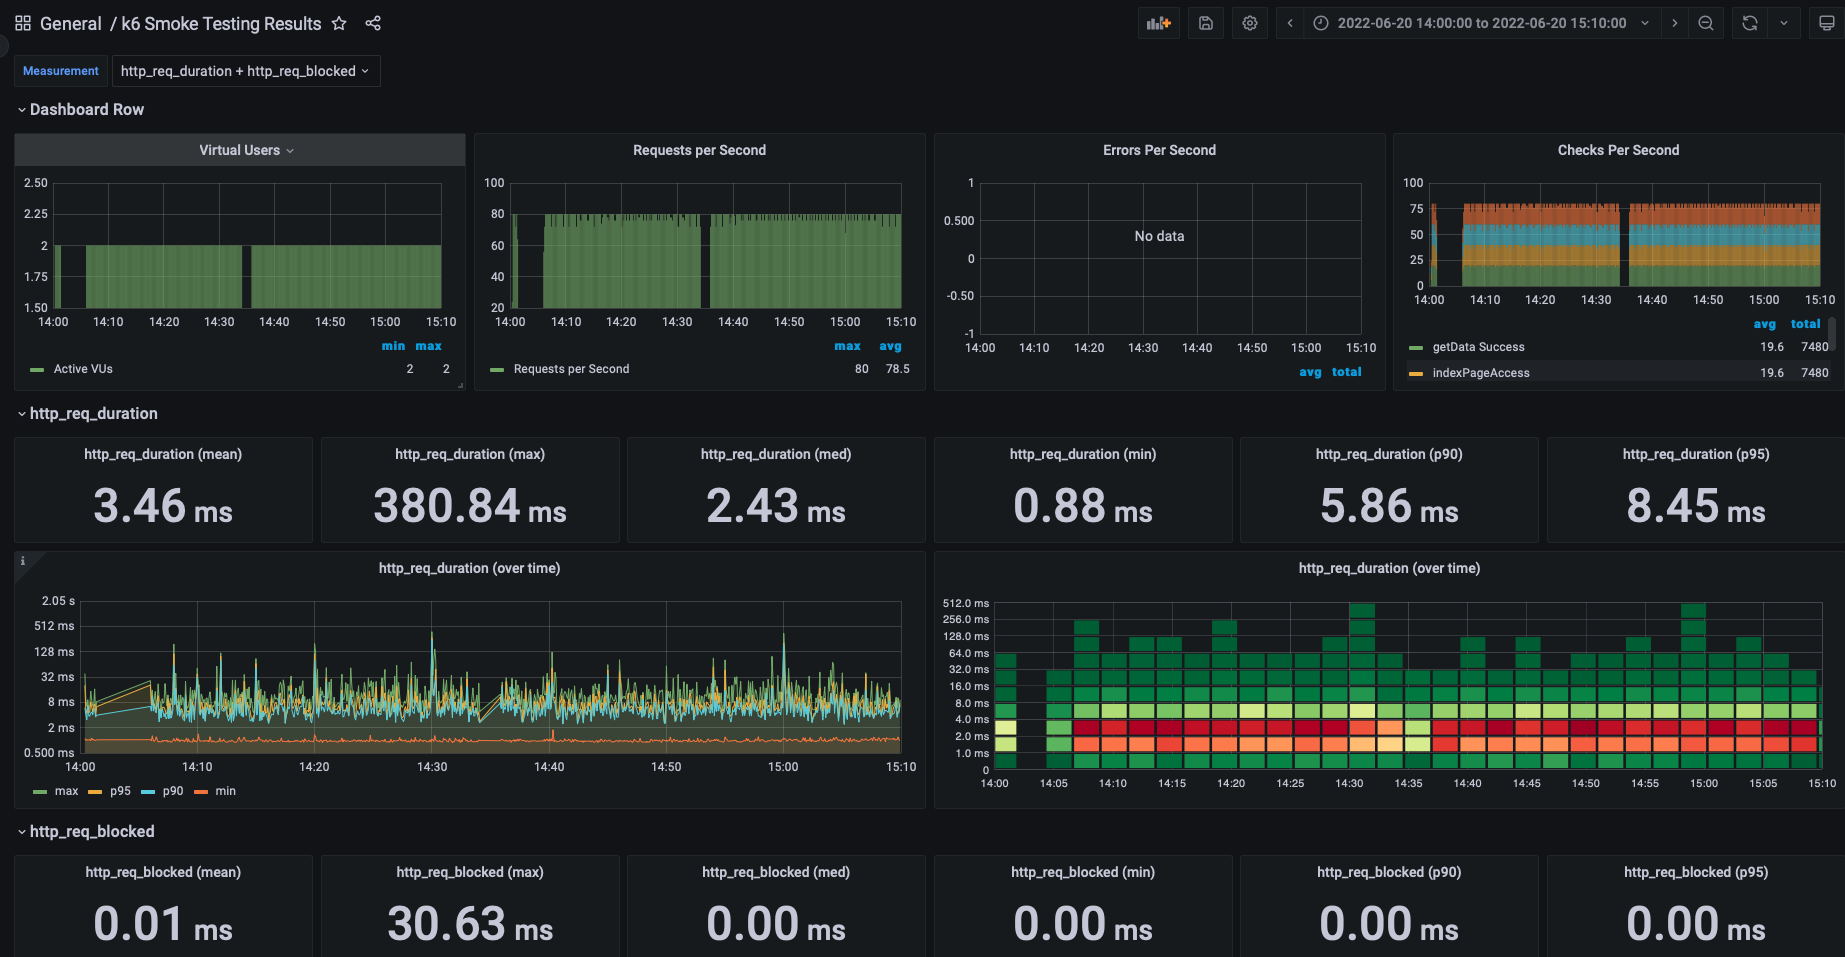 General / k6 Smoke Testing Results
2022-06-20 14:00:00 to 2022-06-20 15:10:00
Measurement http_req_duration + http_req_blocked
Dashboard Row
Virtual Users
2.50
2.25
2
1.75
1.50
14:00 14:10 14:20 14:30 14:40 14:50 15:00 15:10
min max
Active VUs 2 2
Requests per Second
100
80
60
40
20
14:00 14:10 14:20 14:30 14:40 14:50 15:00 15:10
max avg
Requests per Second 80 78.5
Errors Per Second
1
0.500
No data
0
-0.50
-1
14:00 14:10 14:20 14:30 14:40 14:50 15:00 15:10
avg total
Checks Per Second
100
75
50
25
0
14:00 14:10 14:20 14:30 14:40 14:50 15:00 15:10
avg total
getData Success 19.6 7480
indexPageAccess 19.6 7480
http_req_duration
http_req_duration (mean)
3.46 ms
http_req_duration (max)
380.84 ms
http_req_duration (med)
2.43 ms
http_req_duration (min)
0.88 ms
http_req_duration (p90)
5.86 ms
http_req_duration (p95)
8.45 ms
i
http_req_duration (over time)
2.05 s
512 ms
128 ms
32 ms
8 ms
2 ms
0.500 ms
14:00 14:10 14:20 14:30 14:40 14:50 15:00 15:10
max p95 p90 min
http_req_duration (over time)
512.0 ms
256.0 ms
128.0 ms
64.0 ms
32.0 ms
16.0 ms
8.0 ms
4.0 ms
2.0 ms
1.0 ms
0
14:00 14:05 14:10 14:15 14:20 14:25 14:30 14:35 14:40 14:45 14:50 14:55 15:00 15:05 15:10
http_req_blocked
http_req_blocked (mean)
0.01 ms
http_req_blocked (max)
30.63 ms
http_req_blocked (med)
0.00 ms
http_req_blocked (min)
0.00 ms
http_req_blocked (p90)
0.00 ms
http_req_blocked (p95)
0.00 ms